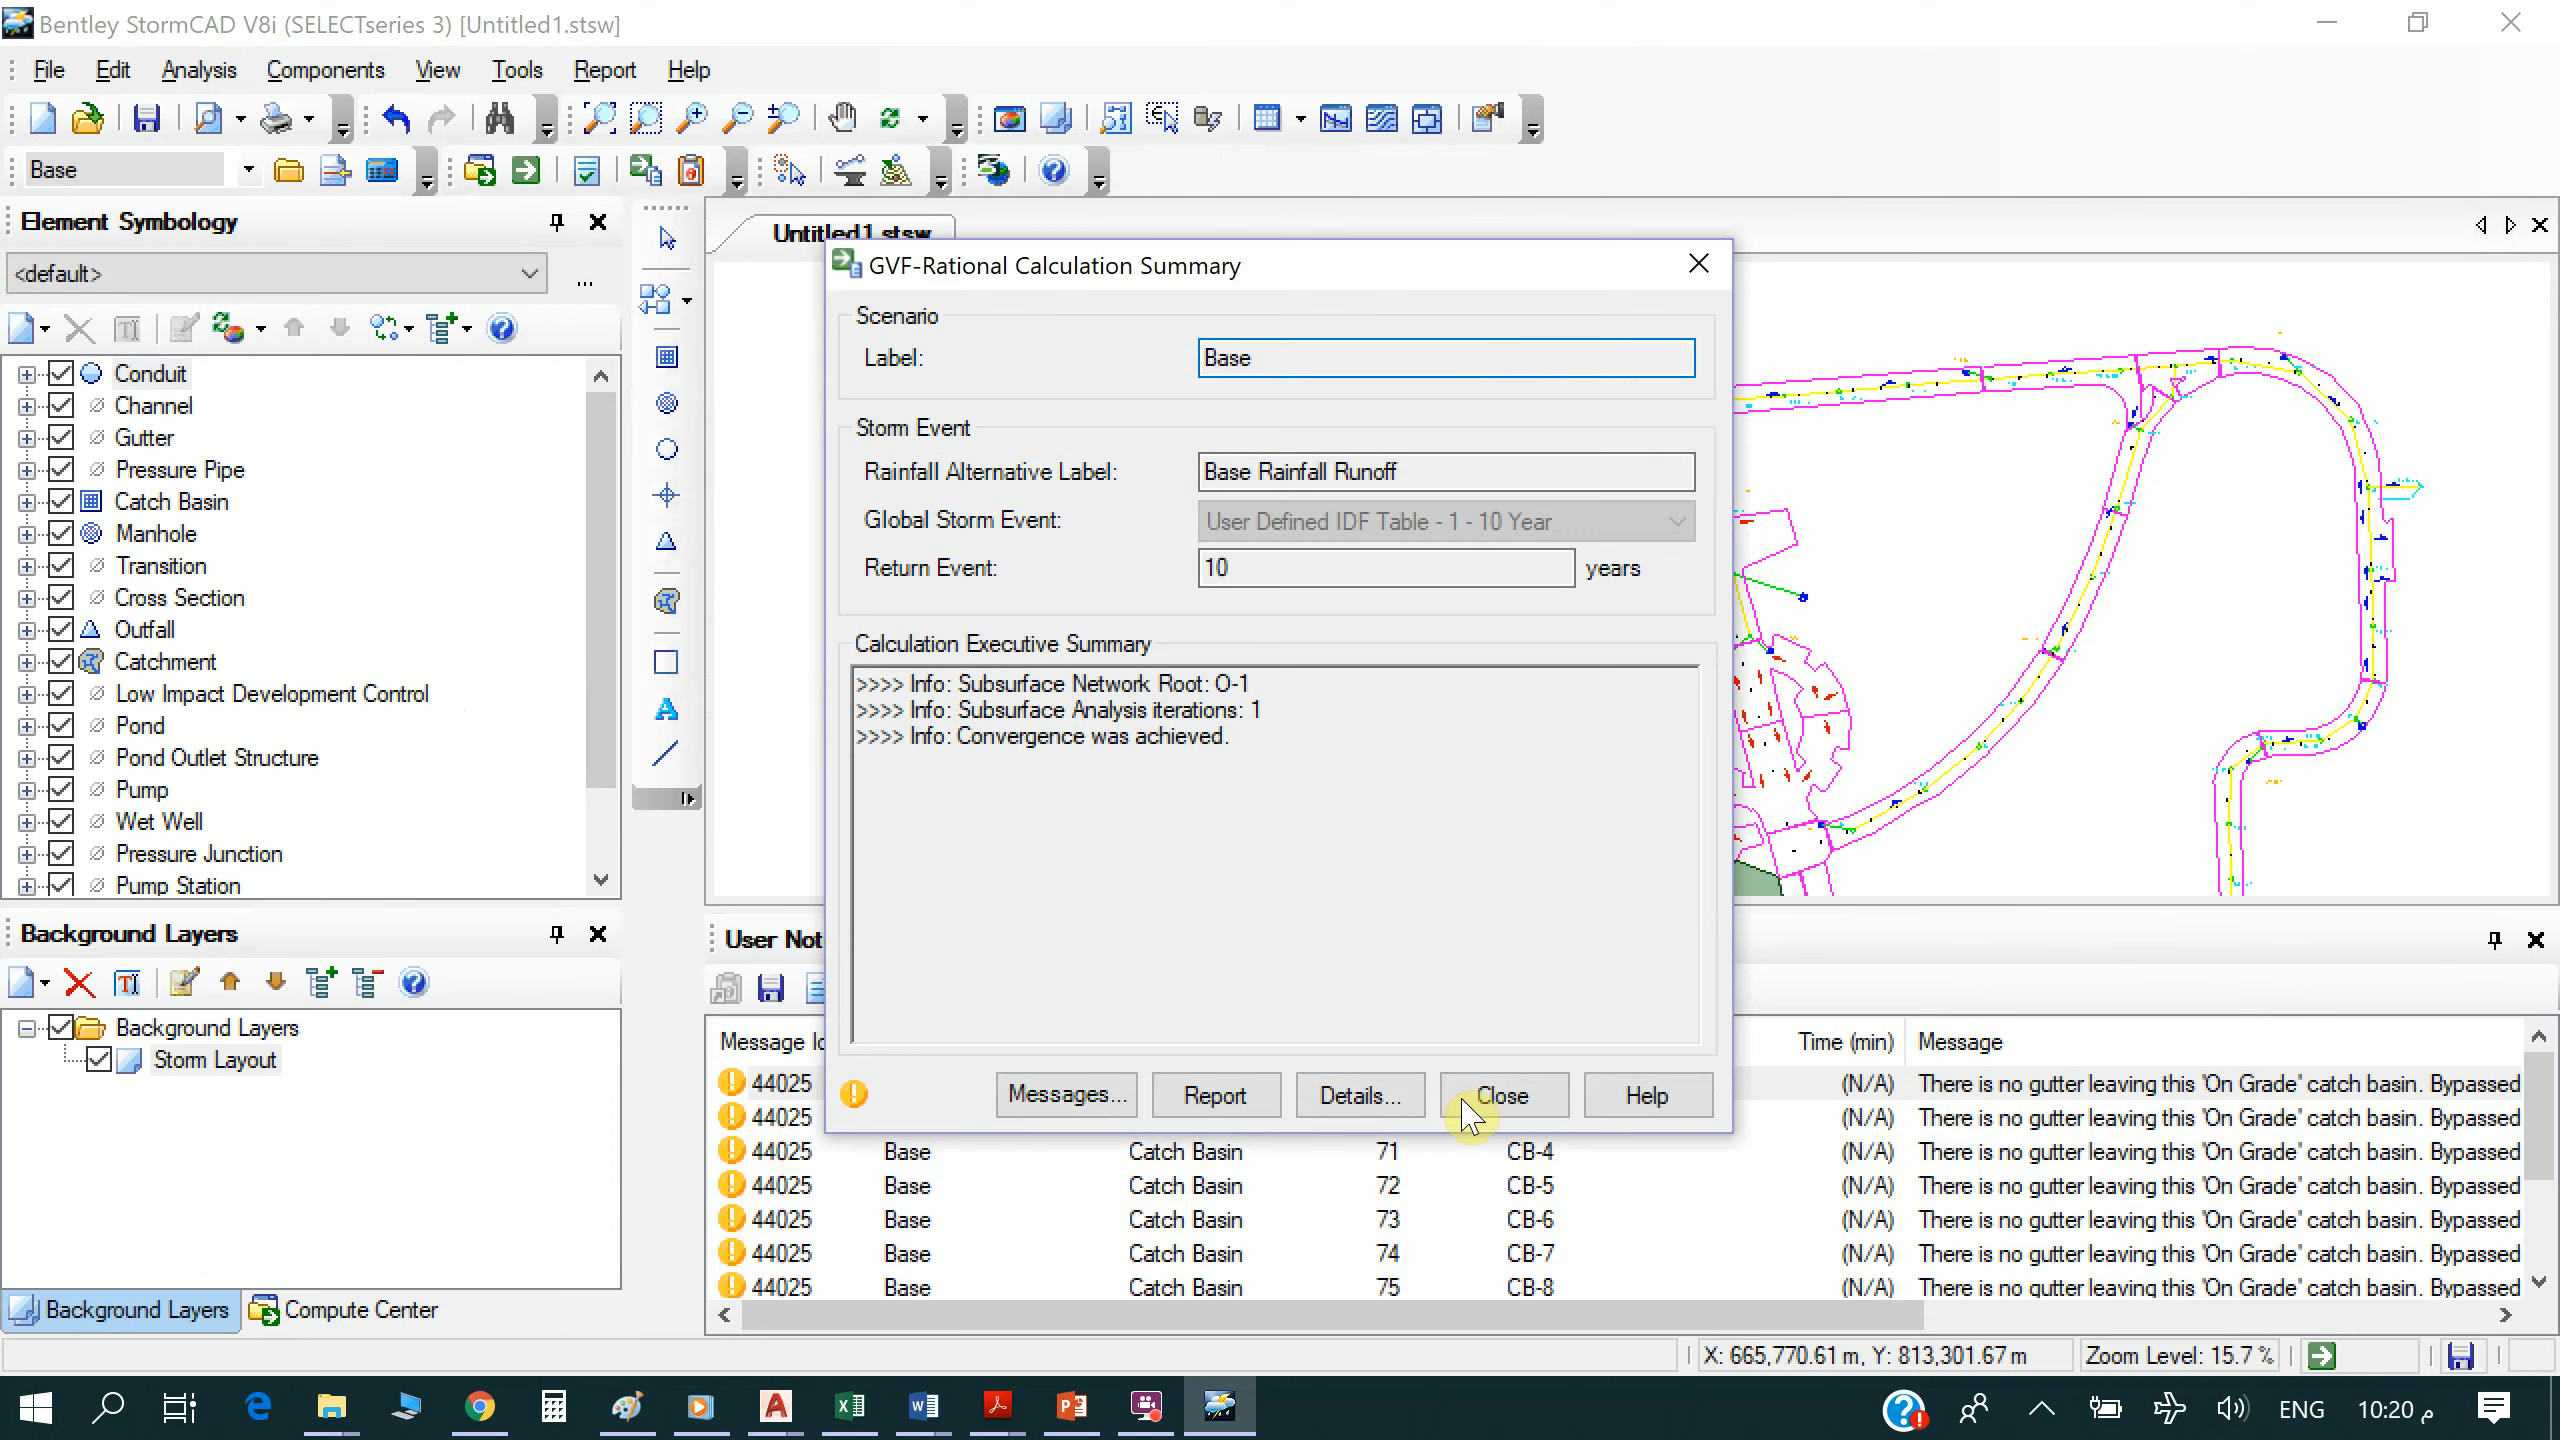 Bentley StormCAD V8i (SELECTseries 3) [Untitled1.stsw]
File Edit Analysis Components View Tools Report Help
Base
Element Symbology
<default>
...
Conduit
Channel
Gutter
Pressure Pipe
Catch Basin
Manhole
Transition
Cross Section
Outfall
Catchment
Low Impact Development Control
Pond
Pond Outlet Structure
Pump
Wet Well
Pressure Junction
Pump Station
Background Layers
Background Layers
Storm Layout
Background Layers Compute Center
Untitled1.stsw
GVF-Rational Calculation Summary
Scenario
Label: Base
Storm Event
Rainfall Alternative Label: Base Rainfall Runoff
Global Storm Event: User Defined IDF Table - 1 - 10 Year
Return Event: 10 years
Calculation Executive Summary
>>>> Info: Subsurface Network Root: O-1
>>>> Info: Subsurface Analysis iterations: 1
>>>> Info: Convergence was achieved.
Messages... Report Details... Close Help
User Not
Message Id Time (min) Message
44025 (N/A) There is no gutter leaving this 'On Grade' catch basin. Bypassed
44025 (N/A) There is no gutter leaving this 'On Grade' catch basin. Bypassed
44025 Base Catch Basin 71 CB-4 (N/A) There is no gutter leaving this 'On Grade' catch basin. Bypassed
44025 Base Catch Basin 72 CB-5 (N/A) There is no gutter leaving this 'On Grade' catch basin. Bypassed
44025 Base Catch Basin 73 CB-6 (N/A) There is no gutter leaving this 'On Grade' catch basin. Bypassed
44025 Base Catch Basin 74 CB-7 (N/A) There is no gutter leaving this 'On Grade' catch basin. Bypassed
44025 Base Catch Basin 75 CB-8 (N/A) There is no gutter leaving this 'On Grade' catch basin. Bypassed
X: 665,770.61 m, Y: 813,301.67 m Zoom Level: 15.7 %
ENG 10:20 م